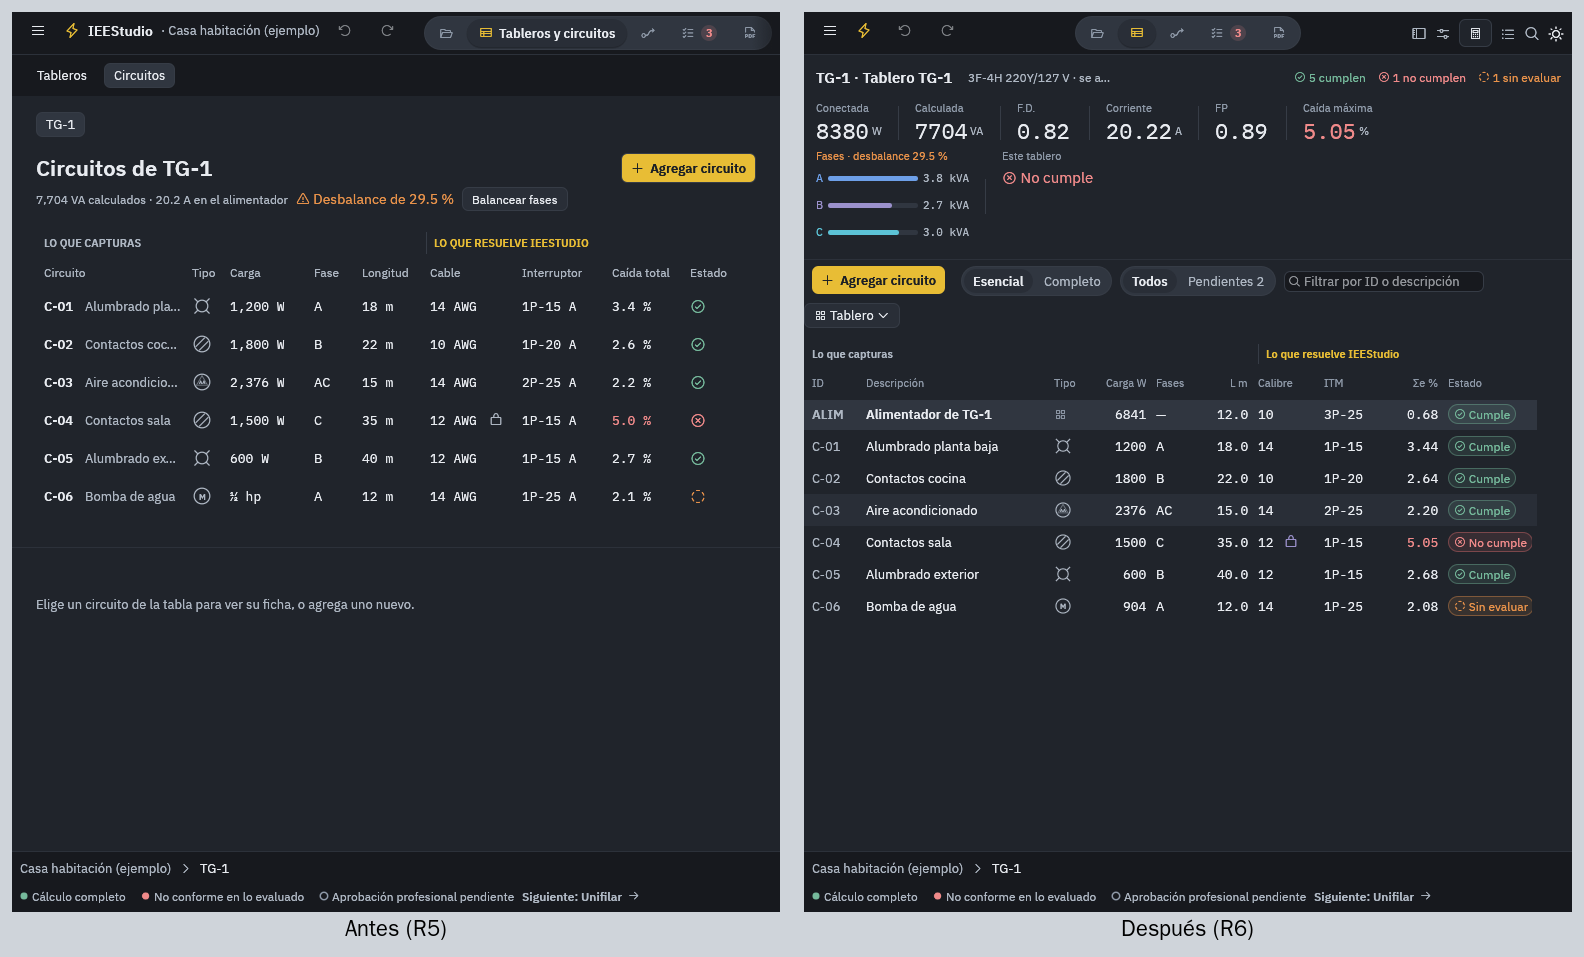 IEEStudio · Casa habitación (ejemplo) Tableros y circuitos 3 PDF
Tableros Circuitos
TG-1
Circuitos de TG-1 + Agregar circuito
7,704 VA calculados · 20.2 A en el alimentador Desbalance de 29.5 % Balancear fases
LO QUE CAPTURAS LO QUE RESUELVE IEESTUDIO
Circuito Tipo Carga Fase Longitud Cable Interruptor Caída total Estado
C-01 Alumbrado pla... 1,200 W A 18 m 14 AWG 1P-15 A 3.4 %
C-02 Contactos coc... 1,800 W B 22 m 10 AWG 1P-20 A 2.6 %
C-03 Aire acondicio... 2,376 W AC 15 m 14 AWG 2P-25 A 2.2 %
C-04 Contactos sala 1,500 W C 35 m 12 AWG 1P-15 A 5.0 %
C-05 Alumbrado ex... 600 W B 40 m 12 AWG 1P-15 A 2.7 %
C-06 Bomba de agua M hp A 12 m 14 AWG 1P-25 A 2.1 %
Elige un circuito de la tabla para ver su ficha, o agrega uno nuevo.
Casa habitación (ejemplo) > TG-1
Cálculo completo No conforme en lo evaluado Aprobación profesional pendiente Siguiente: Unifilar →
Antes (R5)
3 PDF
TG-1 · Tablero TG-1 3F-4H 220Y/127 V · se a... 5 cumplen 1 no cumplen 1 sin evaluar
Conectada Calculada F.D. Corriente FP Caída máxima
8380 W 7704 VA 0.82 20.22 A 0.89 5.05 %
Fases · desbalance 29.5 % Este tablero
A 3.8 kVA No cumple
B 2.7 kVA
C 3.0 kVA
+ Agregar circuito Esencial Completo Todos Pendientes 2 Filtrar por ID o descripción
Tablero
Lo que capturas Lo que resuelve IEEStudio
ID Descripción Tipo Carga W Fases L m Calibre ITM Σe % Estado
ALIM Alimentador de TG-1 6841 — 12.0 10 3P-25 0.68 Cumple
C-01 Alumbrado planta baja 1200 A 18.0 14 1P-15 3.44 Cumple
C-02 Contactos cocina 1800 B 22.0 10 1P-20 2.64 Cumple
C-03 Aire acondicionado 2376 AC 15.0 14 2P-25 2.20 Cumple
C-04 Contactos sala 1500 C 35.0 12 1P-15 5.05 No cumple
C-05 Alumbrado exterior 600 B 40.0 12 1P-15 2.68 Cumple
C-06 Bomba de agua M 904 A 12.0 14 1P-25 2.08 Sin evaluar
Casa habitación (ejemplo) > TG-1
Cálculo completo No conforme en lo evaluado Aprobación profesional pendiente Siguiente: Unifilar →
Después (R6)